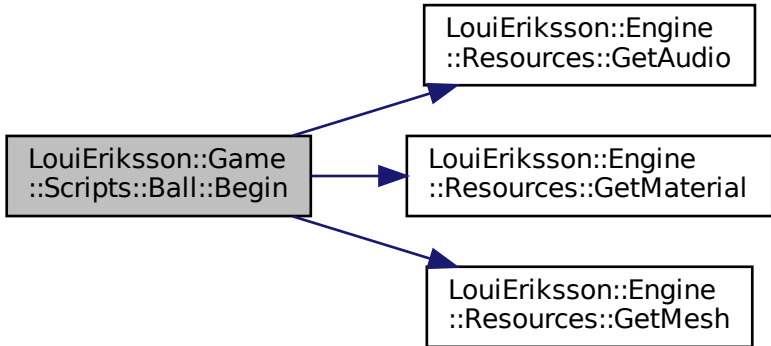 LouiEriksson::Engine
::Resources::GetAudio
LouiEriksson::Game
::Scripts::Ball::Begin
LouiEriksson::Engine
::Resources::GetMaterial
LouiEriksson::Engine
::Resources::GetMesh